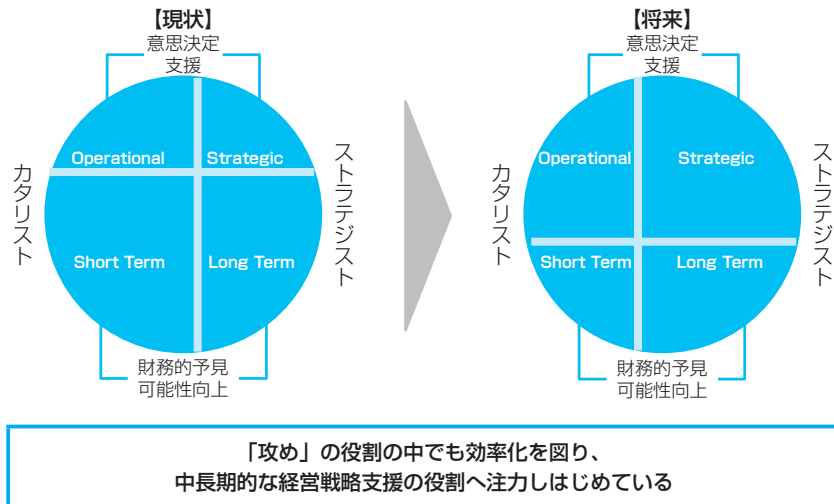 【現状】
意思決定
支援
カタリスト
Operational
Strategic
Short Term
Long Term
ストラテジスト
財務的予見
可能性向上
【将来】
意思決定
支援
カタリスト
Operational
Strategic
Short Term
Long Term
ストラテジスト
財務的予見
可能性向上
「攻め」の役割の中でも効率化を図り、
中長期的な経営戦略支援の役割へ注力しはじめている